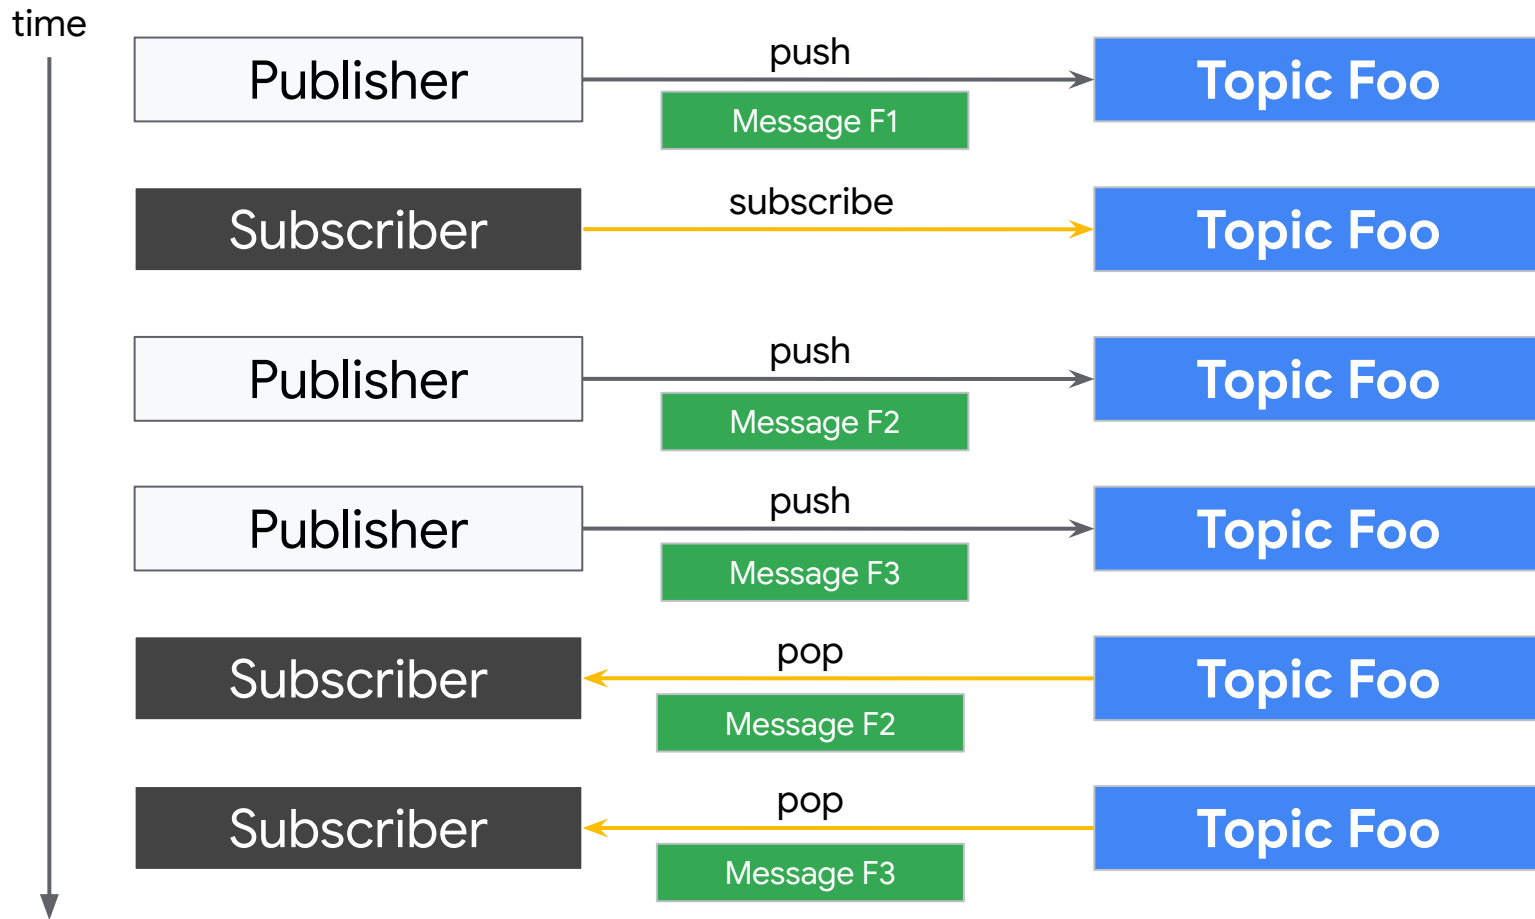 time
Publisher
push
Message F1
Topic Foo
Subscriber
subscribe
Topic Foo
Publisher
push
Message F2
Topic Foo
Publisher
push
Message F3
Topic Foo
Subscriber
pop
Message F2
Topic Foo
Subscriber
pop
Message F3
Topic Foo